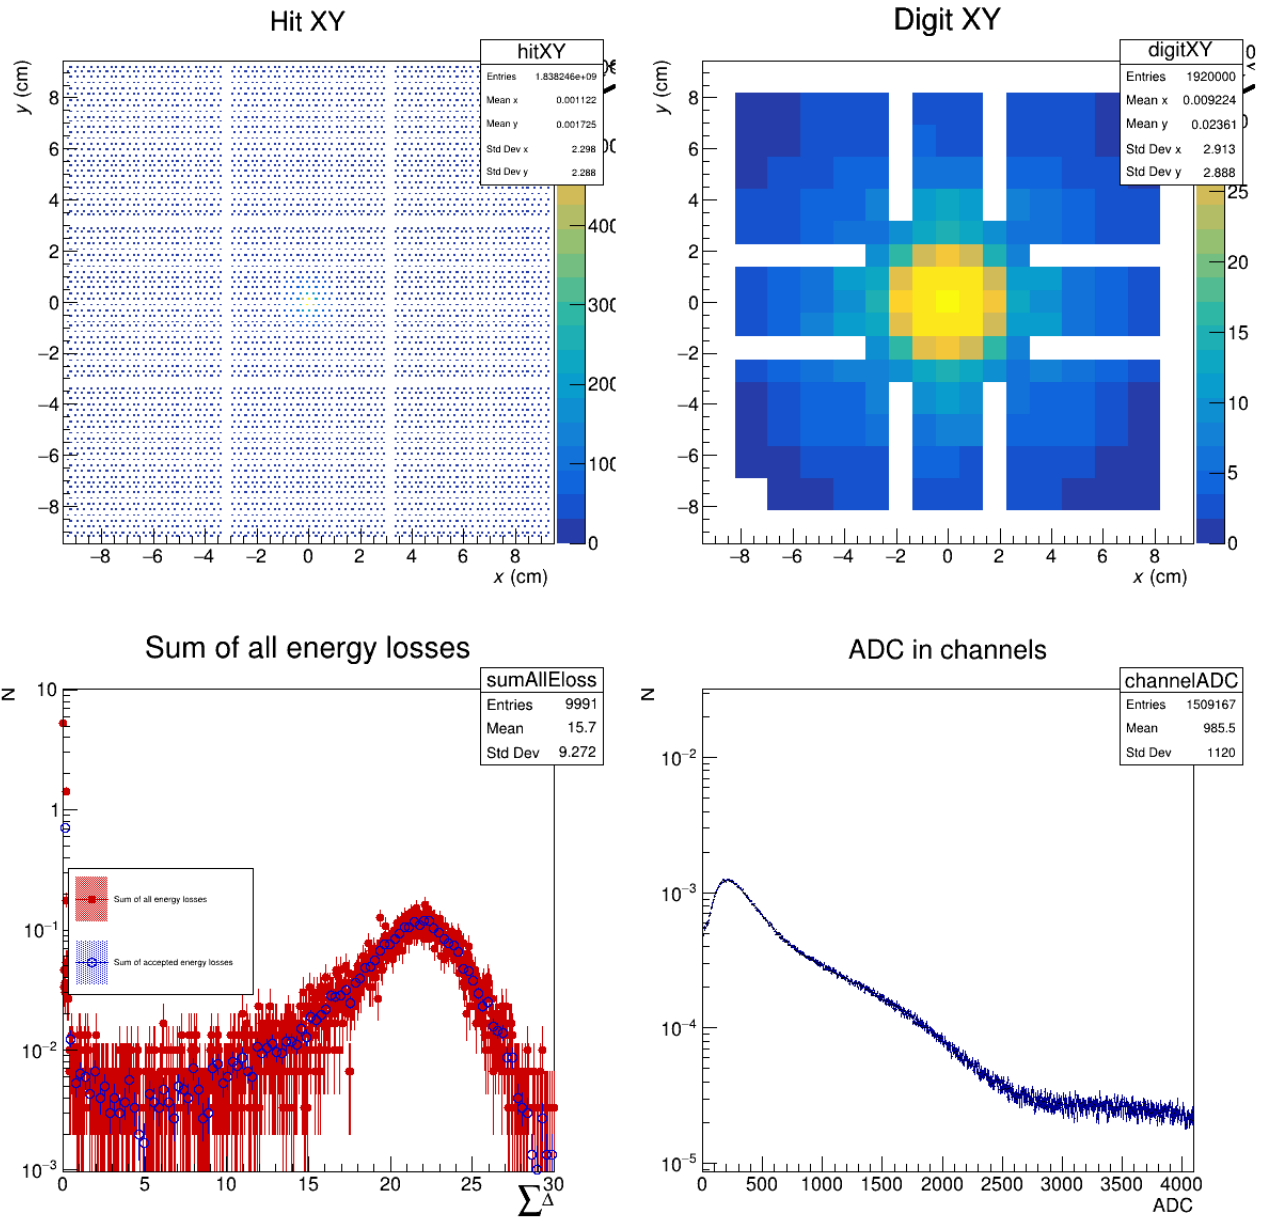 Hit XY
hitXY
Entries 1.838246e+09
Mean x 0.001122
Mean y 0.001725
Std Dev x 2.298
Std Dev y 2.288
y (cm)
8
6
4
2
0
−2
−4
−6
−8
−8 −6 −4 −2 0 2 4 6 8
x (cm)
400
300
200
100
0
Digit XY
digitXY
Entries 1920000
Mean x 0.009224
Mean y 0.02361
Std Dev x 2.913
Std Dev y 2.888
y (cm)
8
6
4
2
0
−2
−4
−6
−8
−8 −6 −4 −2 0 2 4 6 8
x (cm)
25
20
15
10
5
0
Sum of all energy losses
sumAllEloss
Entries 9991
Mean 15.7
Std Dev 9.272
N
10
1
10−1
10−2
10−3
Sum of all energy losses
Sum of accepted energy losses
0 5 10 15 20 25 30
∑Δ
ADC in channels
channelADC
Entries 1509167
Mean 985.5
Std Dev 1120
N
10−2
10−3
10−4
10−5
0 500 1000 1500 2000 2500 3000 3500 4000
ADC